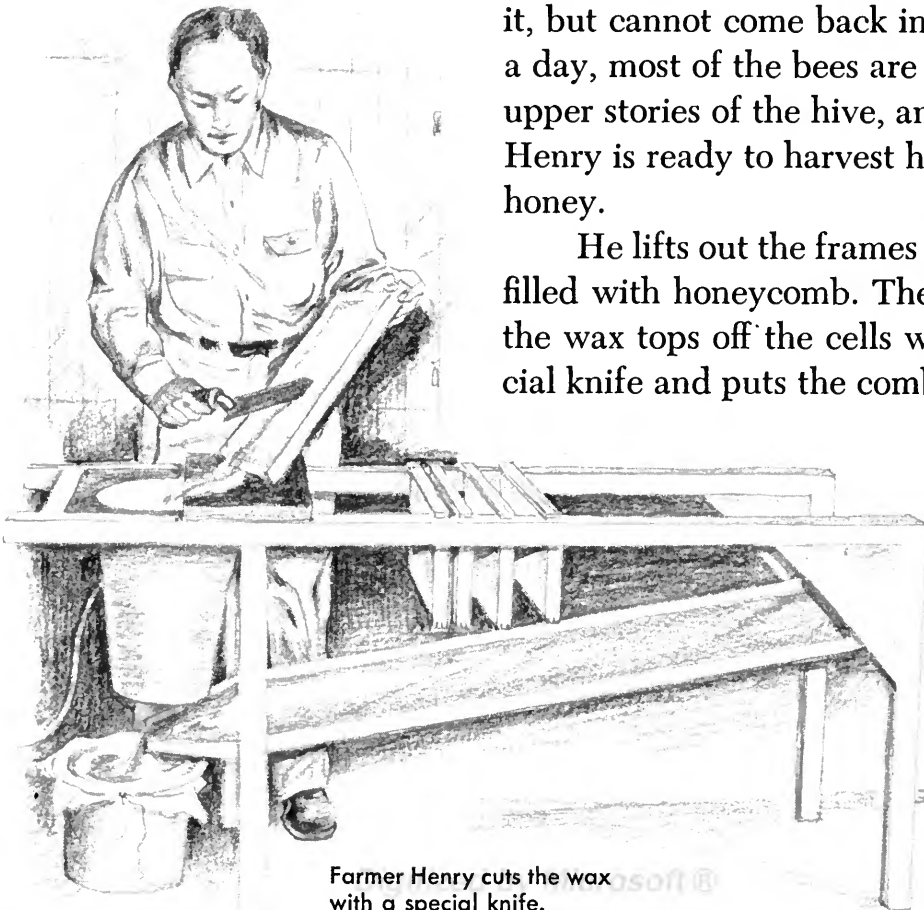 it, but cannot come back in
a day, most of the bees are
upper stories of the hive, an
Henry is ready to harvest h
honey.
He lifts out the frames
filled with honeycomb. The
the wax tops off the cells w
cial knife and puts the comb
Farmer Henry cuts the wax
with a special knife.